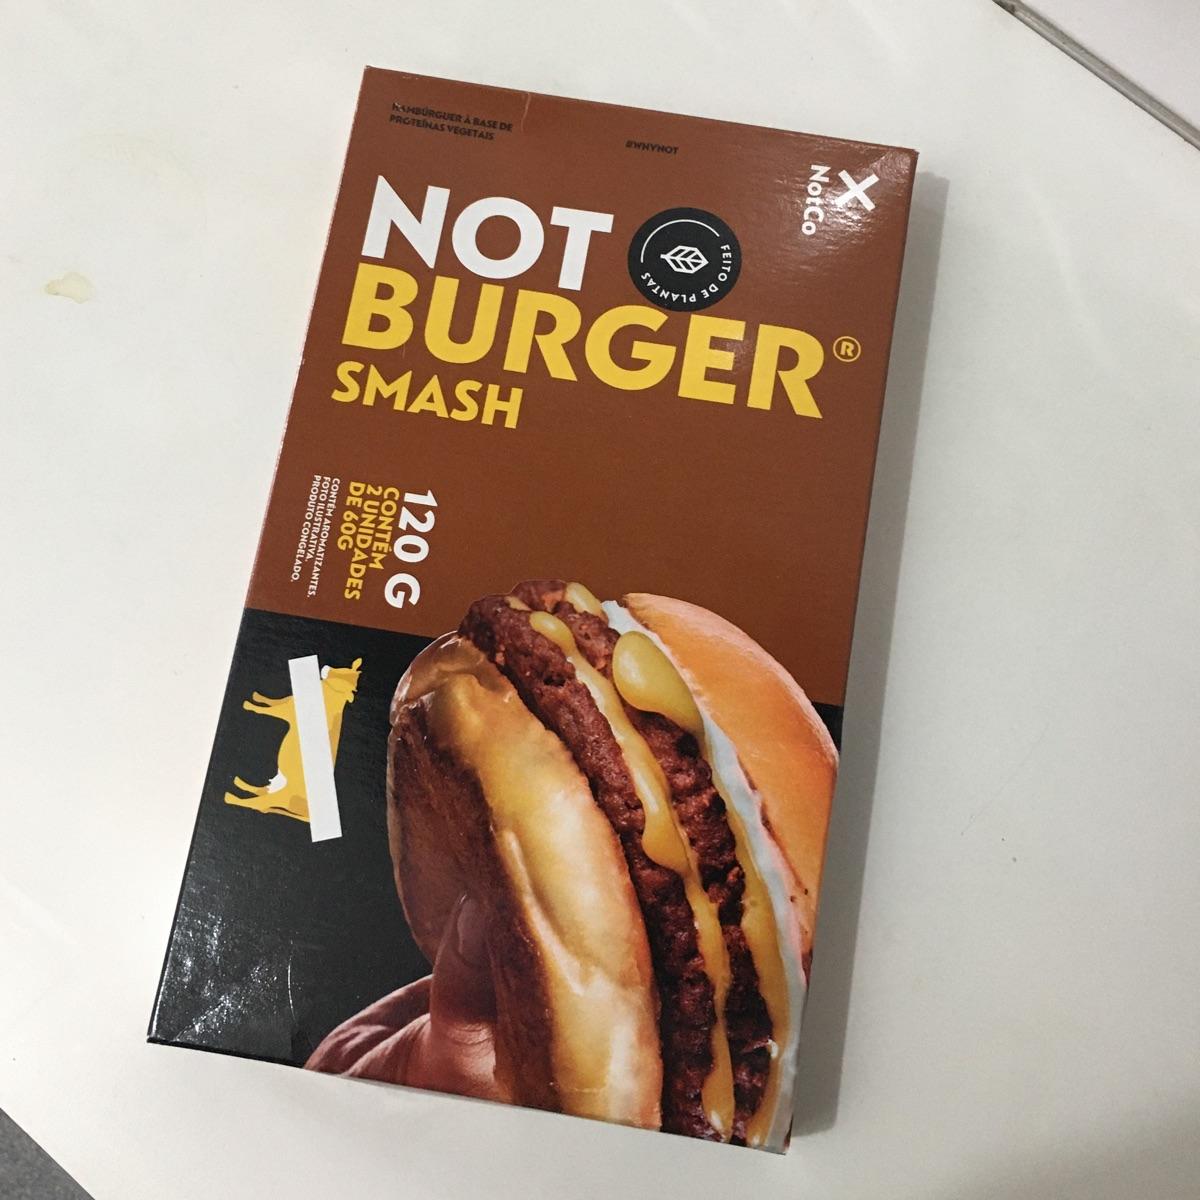 HAMBÚRGUER À BASE DE
PROTEÍNAS VEGETAIS
#WHYNOT
NotCo
NOT
BURGER®
SMASH
FEITO DE PLANTAS
120 G
CONTÉM
2 UNIDADES
DE 60G
CONTÉM AROMATIZANTES.
FOTO ILUSTRATIVA.
PRODUTO CONGELADO.